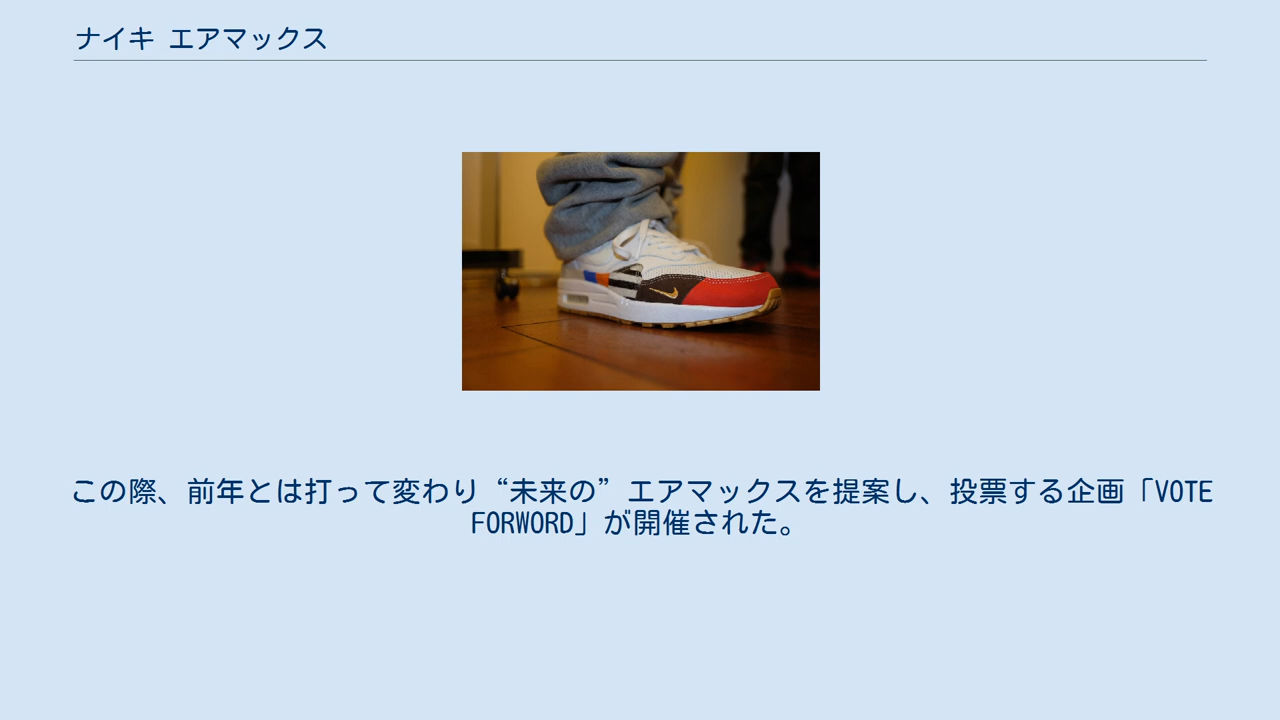 ナイキ エアマックス
この際、前年とは打って変わり“未来の”エアマックスを提案し、投票する企画「VOTE
FORWORD」が開催された。